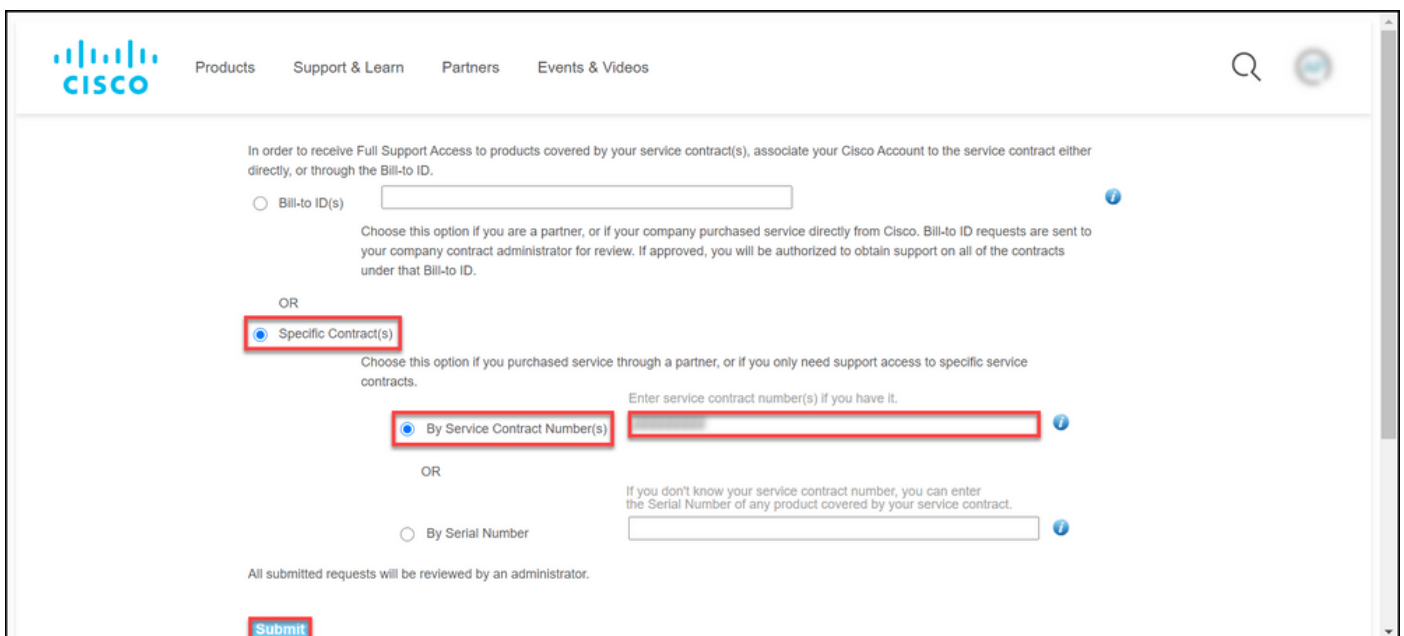 CISCO
Products Support & Learn Partners Events & Videos
In order to receive Full Support Access to products covered by your service contract(s), associate your Cisco Account to the service contract either
directly, or through the Bill-to ID.
Bill-to ID(s)
Choose this option if you are a partner, or if your company purchased service directly from Cisco. Bill-to ID requests are sent to
your company contract administrator for review. If approved, you will be authorized to obtain support on all of the contracts
under that Bill-to ID.
OR
Specific Contract(s)
Choose this option if you purchased service through a partner, or if you only need support access to specific service
contracts.
Enter service contract number(s) if you have it.
By Service Contract Number(s)
OR
If you don't know your service contract number, you can enter
the Serial Number of any product covered by your service contract.
By Serial Number
All submitted requests will be reviewed by an administrator.
Submit